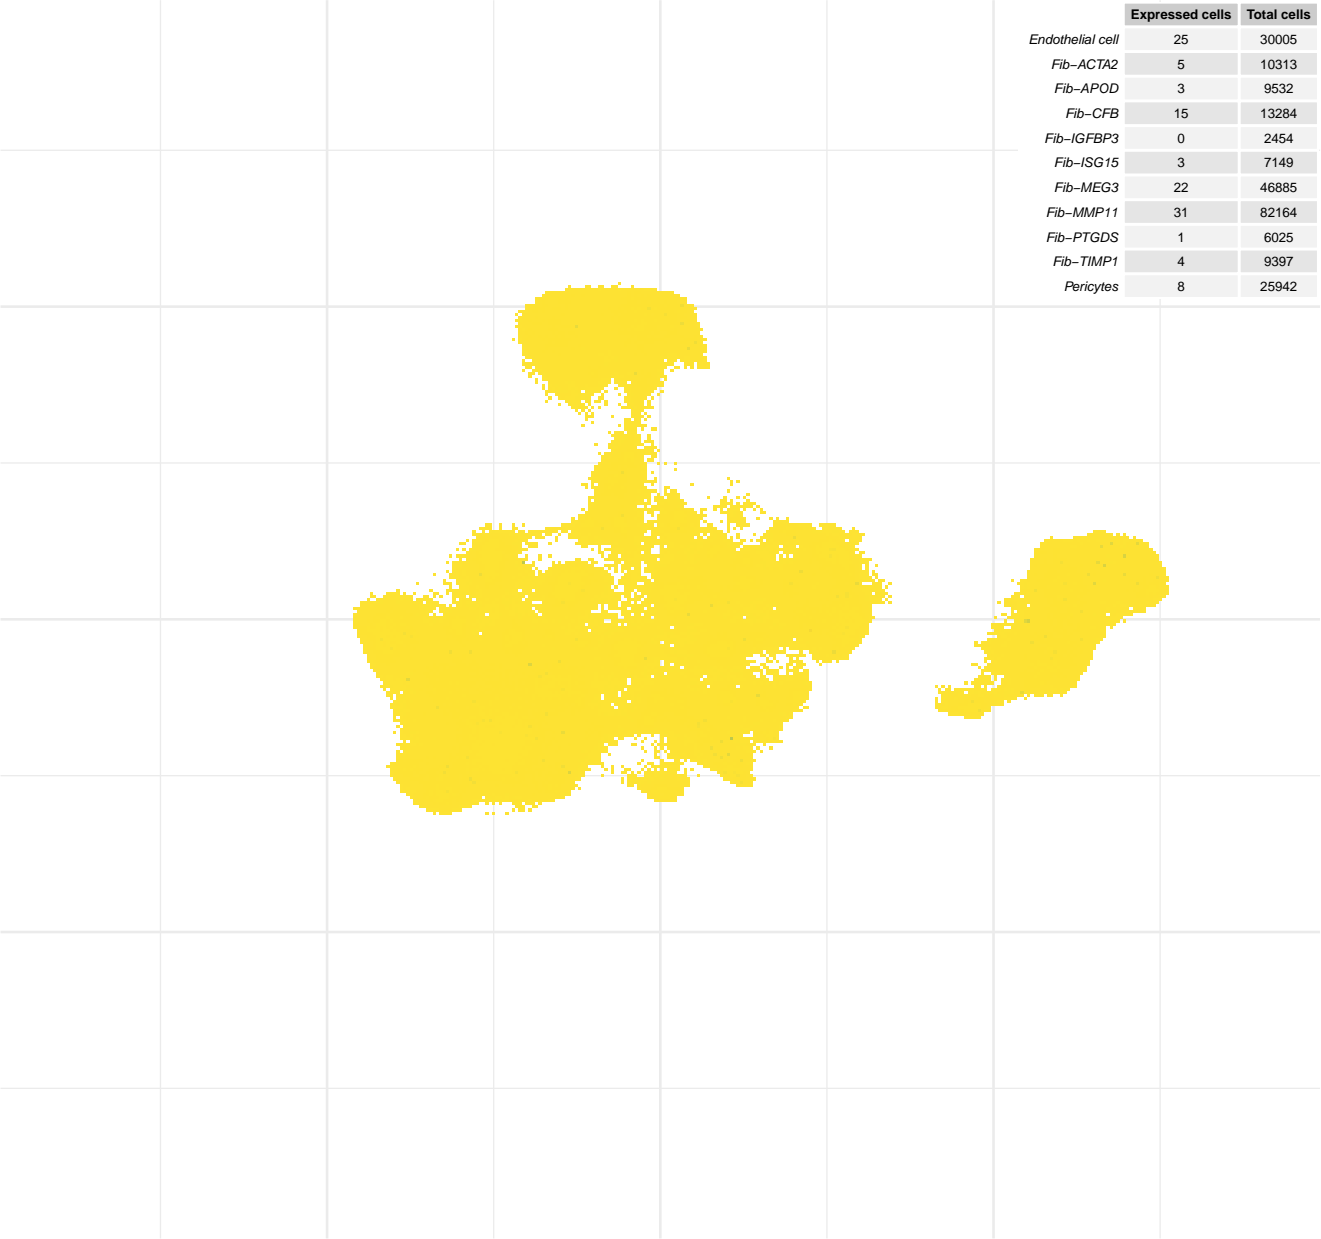 Expressed cells Total cells
Endothelial cell 25 30005
Fib−ACTA2 5 10313
Fib−APOD 3 9532
Fib−CFB 15 13284
Fib−IGFBP3 0 2454
Fib−ISG15 3 7149
Fib−MEG3 22 46885
Fib−MMP11 31 82164
Fib−PTGDS 1 6025
Fib−TIMP1 4 9397
Pericytes 8 25942